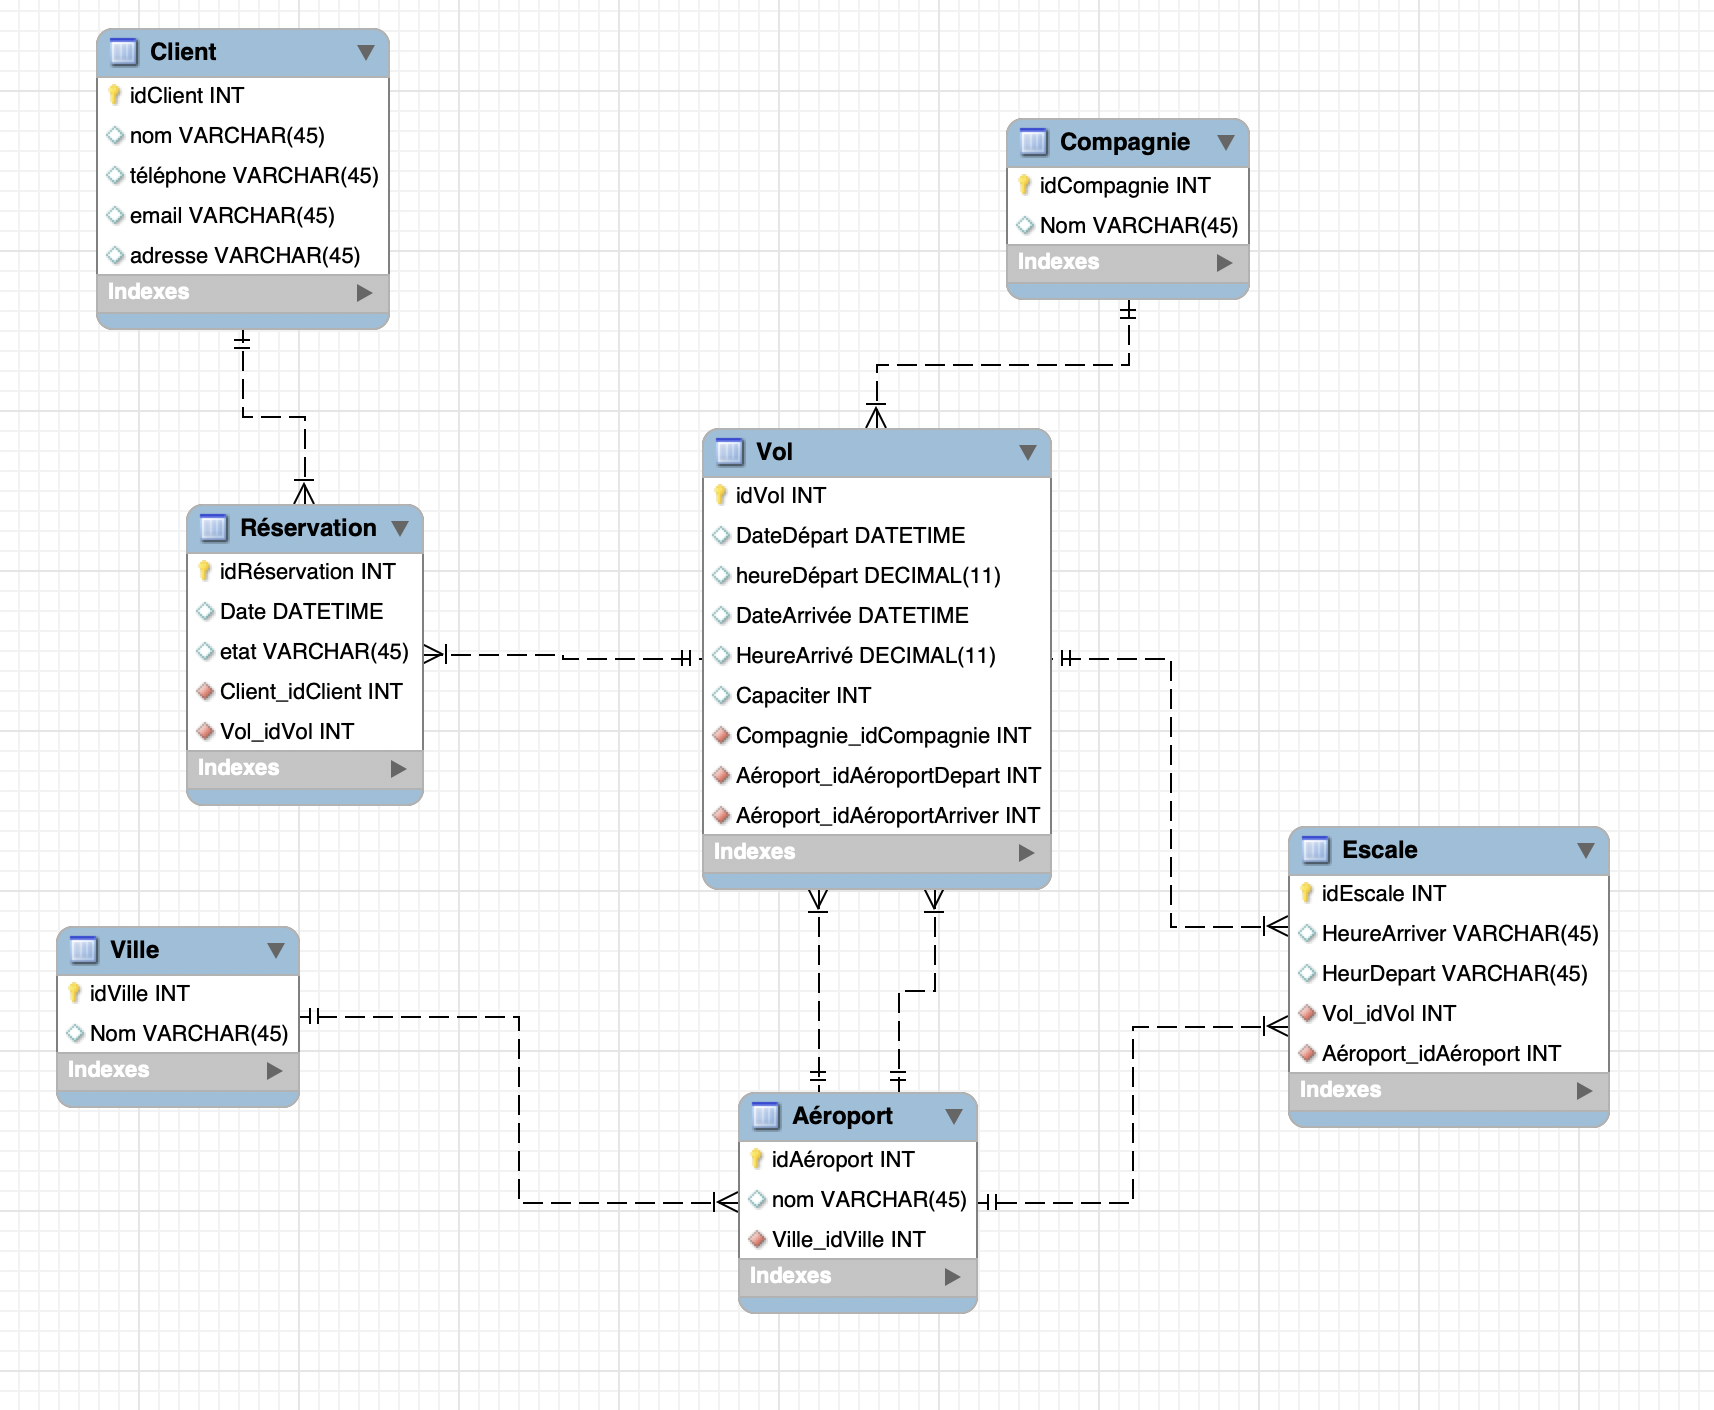 Client
idClient INT
nom VARCHAR(45)
téléphone VARCHAR(45)
email VARCHAR(45)
adresse VARCHAR(45)
Indexes
Compagnie
idCompagnie INT
Nom VARCHAR(45)
Indexes
Réservation
idRéservation INT
Date DATETIME
etat VARCHAR(45)
Client_idClient INT
Vol_idVol INT
Indexes
Vol
idVol INT
DateDépart DATETIME
heureDépart DECIMAL(11)
DateArrivée DATETIME
HeureArrivé DECIMAL(11)
Capaciter INT
Compagnie_idCompagnie INT
Aéroport_idAéroportDepart INT
Aéroport_idAéroportArriver INT
Indexes
Escale
idEscale INT
HeureArriver VARCHAR(45)
HeurDepart VARCHAR(45)
Vol_idVol INT
Aéroport_idAéroport INT
Indexes
Ville
idVille INT
Nom VARCHAR(45)
Indexes
Aéroport
idAéroport INT
nom VARCHAR(45)
Ville_idVille INT
Indexes